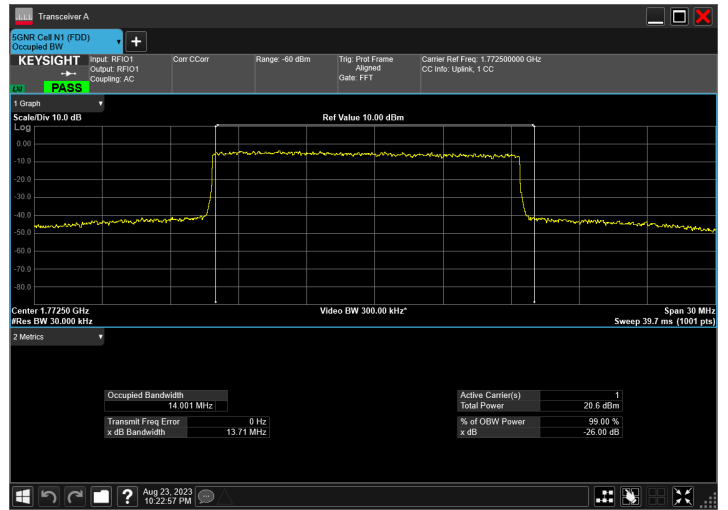 Transceiver A
5GNR Cell N1 (FDD)
Occupied BW
KEYSIGHT
LXI
PASS
Input: RFIO1
Output: RFIO1
Coupling: AC
Corr CCorr
Range: -60 dBm
Trig: Prot Frame
Aligned
Gate: FFT
Carrier Ref Freq: 1.772500000 GHz
CC Info: Uplink, 1 CC
1 Graph
Scale/Div 10.0 dB
Ref Value 10.00 dBm
Log
0.00
-10.0
-20.0
-30.0
-40.0
-50.0
-60.0
-70.0
-80.0
Center 1.77250 GHz
Video BW 300.00 kHz*
Span 30 MHz
#Res BW 30.000 kHz
Sweep 39.7 ms (1001 pts)
2 Metrics
Occupied Bandwidth
14.001 MHz
Transmit Freq Error 0 Hz
x dB Bandwidth 13.71 MHz
Active Carrier(s) 1
Total Power 20.6 dBm
% of OBW Power 99.00 %
x dB -26.00 dB
?
Aug 23, 2023
10:22:57 PM